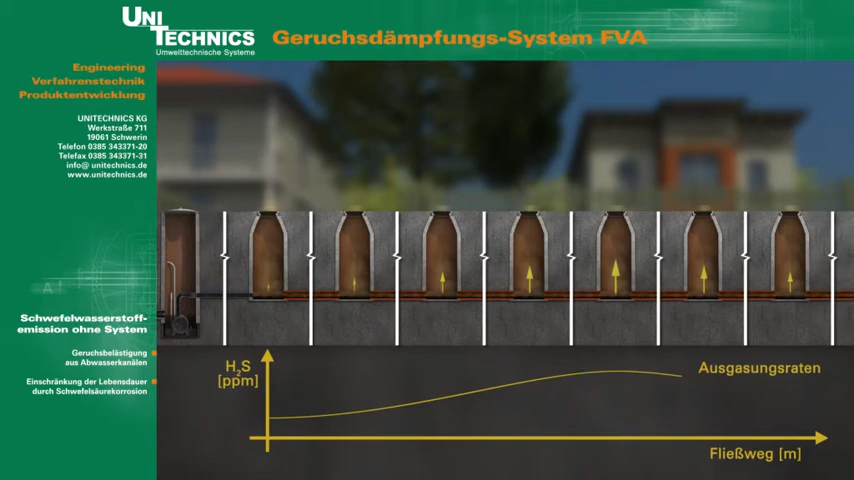 UNI
TECHNICS
Umwelttechnische Systeme
Geruchsdämpfungs-System FVA
Engineering
Verfahrenstechnik
Produktentwicklung
UNITECHNICS KG
Werkstraße 711
19061 Schwerin
Telefon 0385 343371-20
Telefax 0385 343371-31
info@ unitechnics.de
www.unitechnics.de
Schwefelwasserstoff-
emission ohne System
Geruchsbelästigung
aus Abwasserkanälen
Einschränkung der Lebensdauer
durch Schwefelsäurekorrosion
H2S
[ppm]
Ausgasungsraten
Fließweg [m]